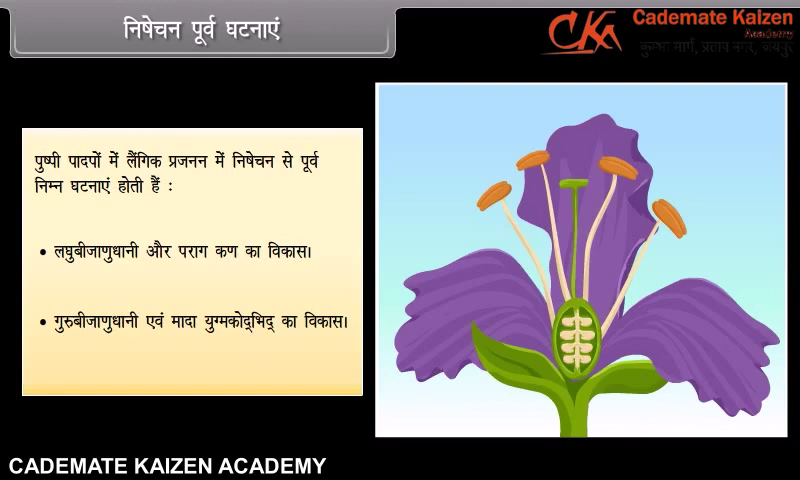 निषेचन पूर्व घटनाएं
Cademate Kaizen
Academy
CKA
कुम्भा मार्ग, प्रताप नगर, जयपुर
पुष्पी पादपों में लैंगिक प्रजनन में निषेचन से पूर्व
निम्न घटनाएं होती हैं :
• लघुबीजाणुधानी और पराग कण का विकास।
• गुरुबीजाणुधानी एवं मादा युग्मकोद्भिद् का विकास।
CADEMATE KAIZEN ACADEMY